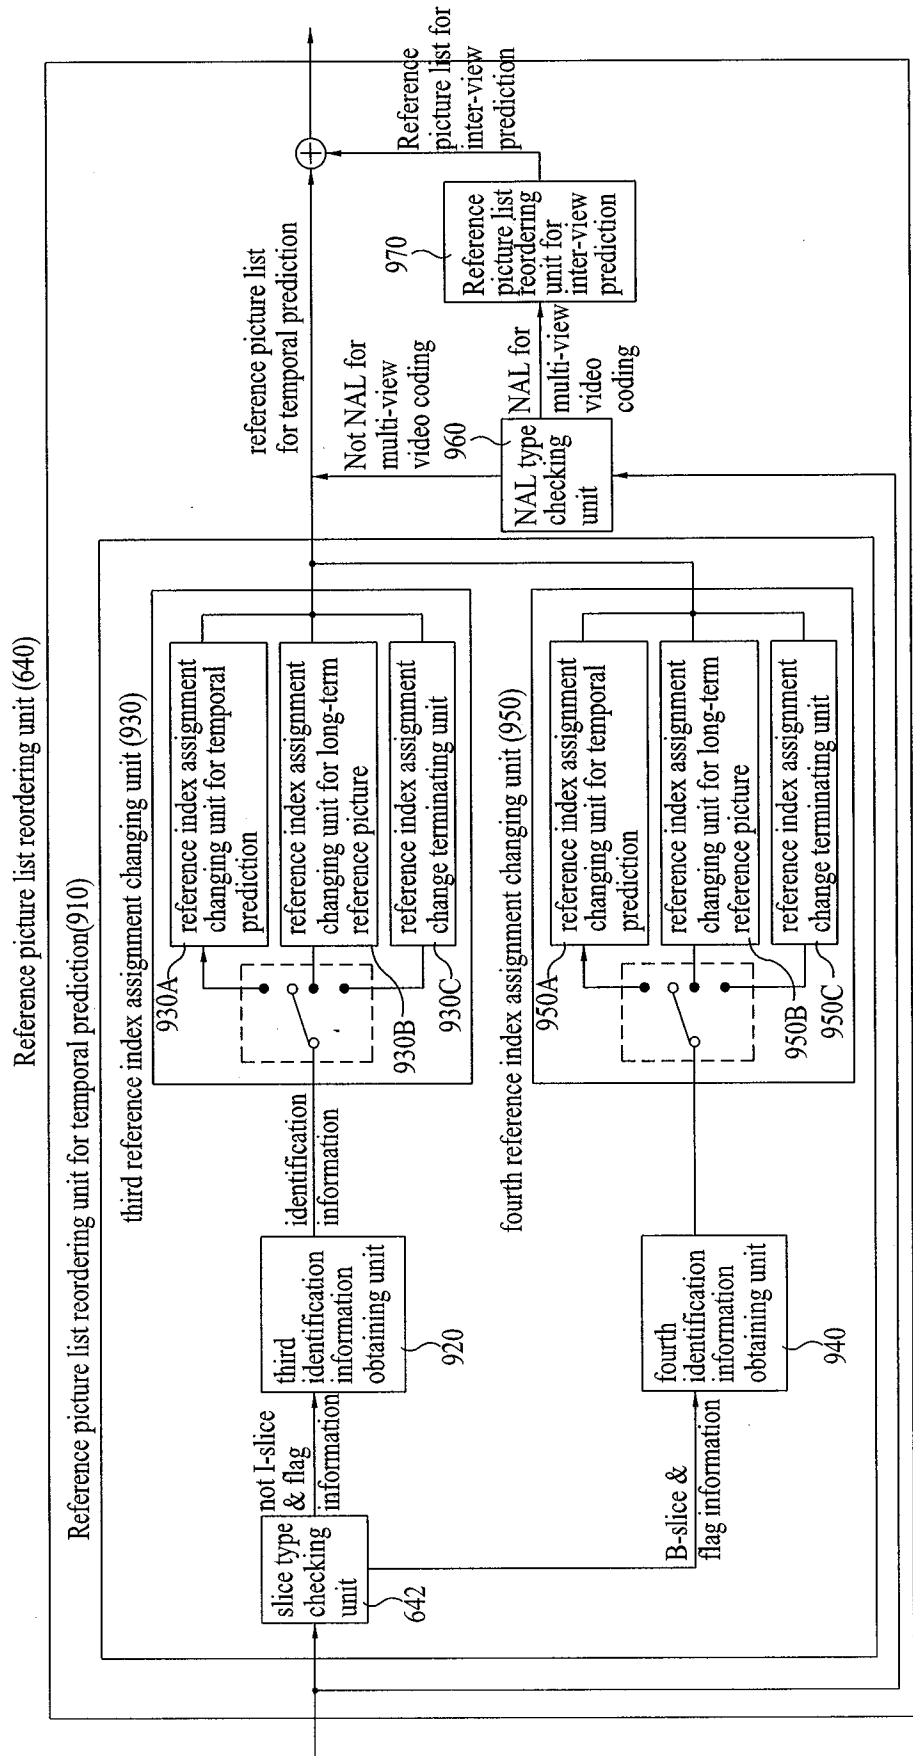 Reference picture list reordering unit (640)
Reference picture list reordering unit for temporal prediction(910)
third reference index assignment changing unit (930)
slice type
checking
unit
642
not I-slice
& flag
information
third
identification
information
obtaining unit
920
identification
information
930A
reference index assignment
changing unit for temporal
prediction
930B
reference index assignment
changing unit for long-term
reference picture
930C
reference index assignment
change terminating unit
B-slice &
flag information
fourth
identification
information
obtaining unit
940
fourth reference index assignment changing unit (950)
950A
reference index assignment
changing unit for temporal
prediction
950B
reference index assignment
changing unit for long-term
reference picture
950C
reference index assignment
change terminating unit
reference picture list
for temporal prediction
Not NAL for
multi-view
video coding
960
NAL type
checking
unit
NAL for
multi-view
video
coding
970
Reference
picture list
reordering
unit for
inter-view
prediction
Reference
picture list for
inter-view
prediction